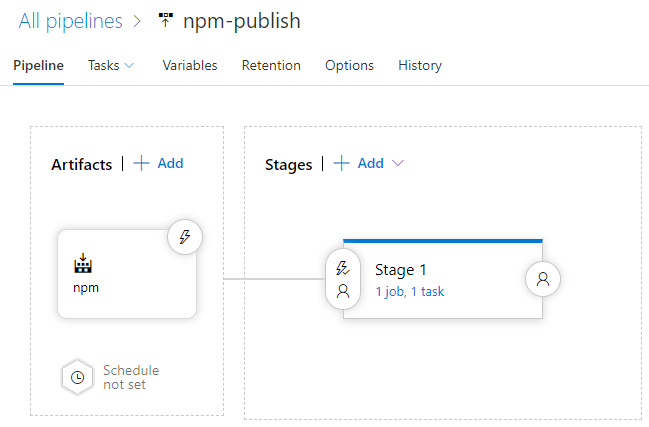 All pipelines > npm-publish
Pipeline Tasks Variables Retention Options History
Artifacts | + Add
Stages | + Add
npm
Stage 1
1 job, 1 task
Schedule
not set